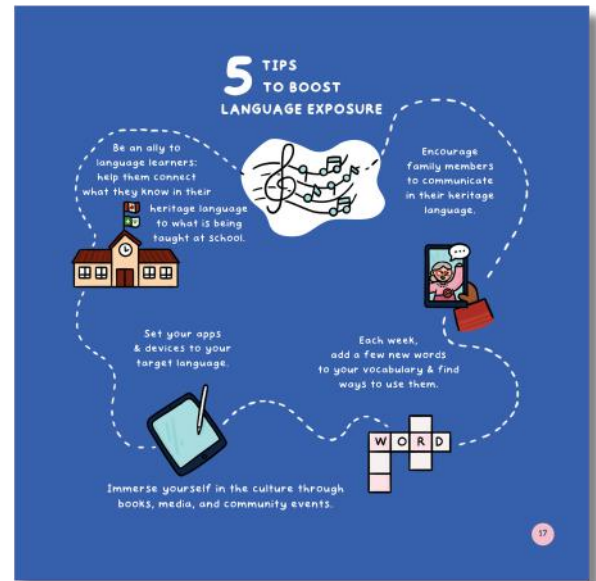 5 TIPS
TO BOOST
LANGUAGE EXPOSURE
Be an ally to
language learners:
help them connect
what they know in their
heritage language
to what is being
taught at school.
Encourage
family members
to communicate
in their heritage
language.
Set your apps
& devices to your
target language.
Each week,
add a few new words
to your vocabulary & find
ways to use them.
WORD
Immerse yourself in the culture through
books, media, and community events.
17